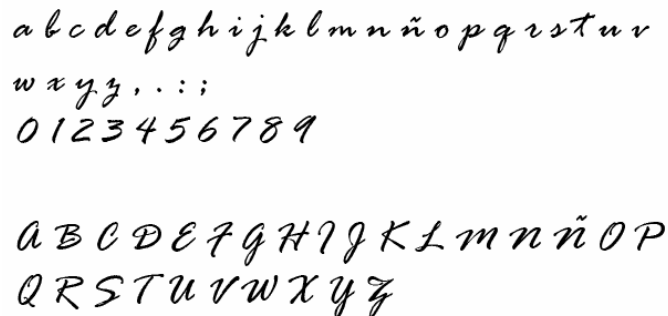 a b c d e f g h i j k l m n ñ o p q r s t u v
w x y z , . : ;
0 1 2 3 4 5 6 7 8 9
A B C D E F G H I J K L M N Ñ O P
Q R S T U V W X Y Z